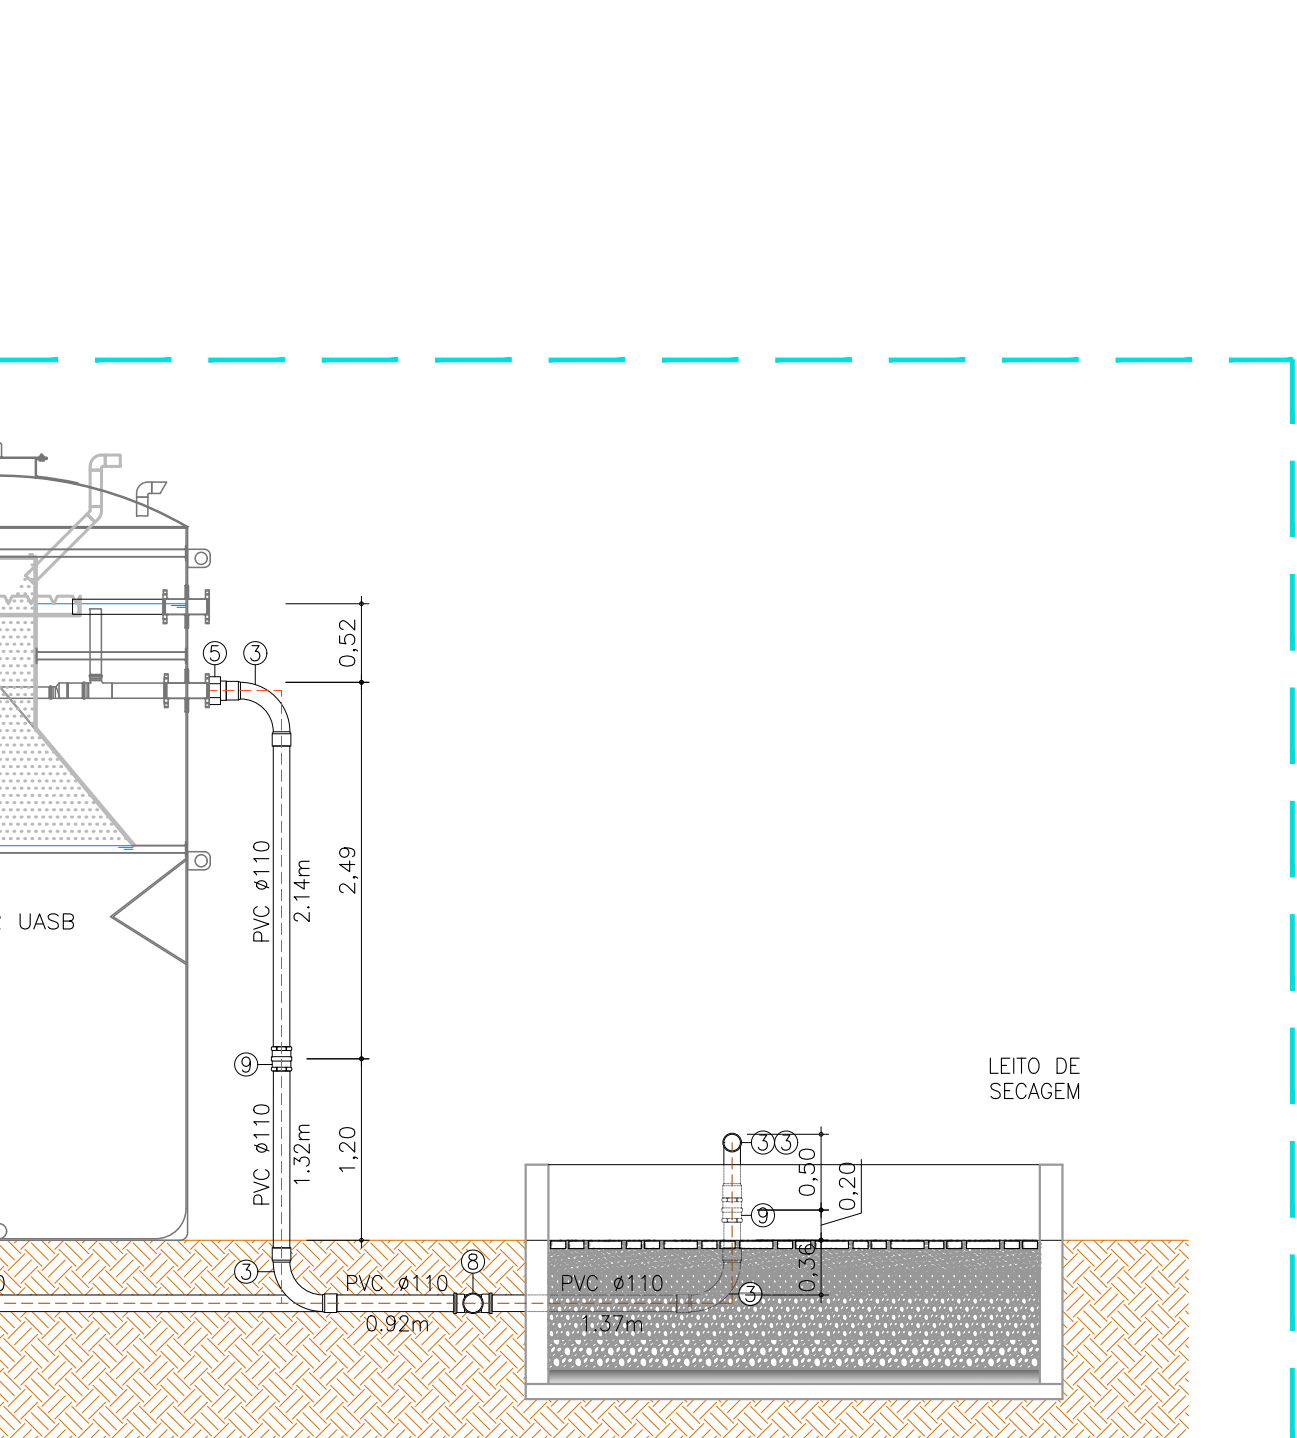 0,52
5
3
PVC ø110
2.14m
2,49
UASB
9
PVC ø110
1.32m
1,20
LEITO DE
SECAGEM
3 3
0,50
0,20
9
0,36
3
8
PVC ø110
0.92m
PVC ø110
1.37m
3